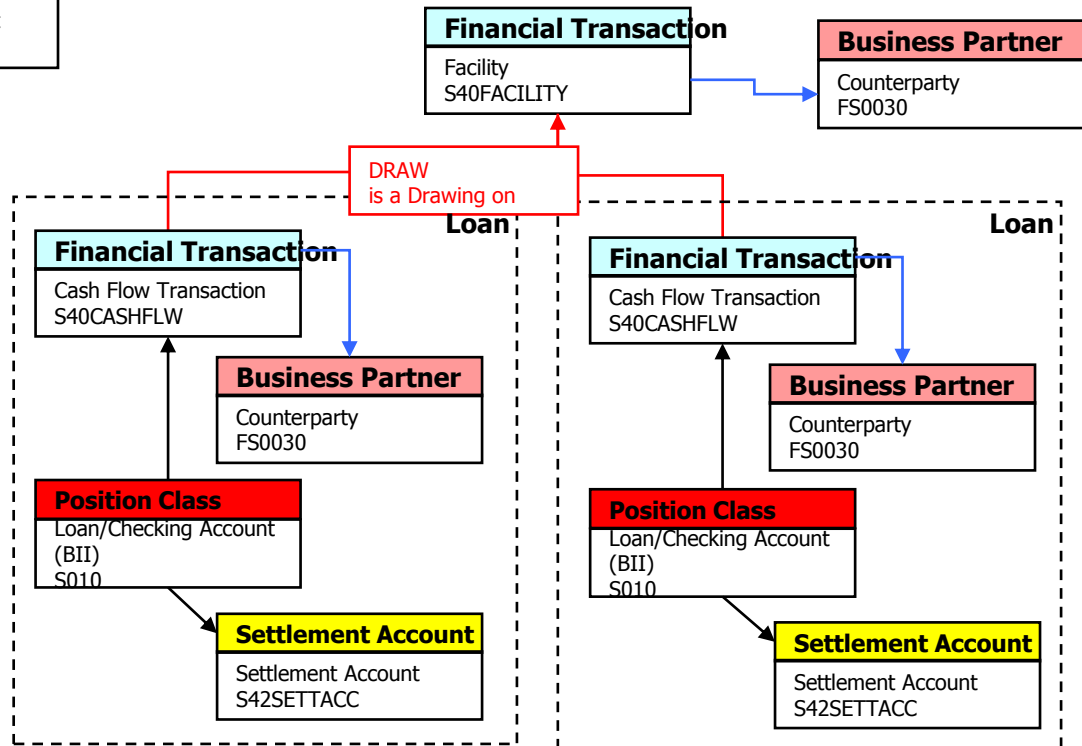 Financial Transaction
Facility
S40FACILITY
Business Partner
Counterparty
FS0030
DRAW
is a Drawing on
Loan
Financial Transaction
Cash Flow Transaction
S40CASHFLW
Business Partner
Counterparty
FS0030
Position Class
Loan/Checking Account
(BII)
S010
Settlement Account
Settlement Account
S42SETTACC
Loan
Financial Transaction
Cash Flow Transaction
S40CASHFLW
Business Partner
Counterparty
FS0030
Position Class
Loan/Checking Account
(BII)
S010
Settlement Account
Settlement Account
S42SETTACC